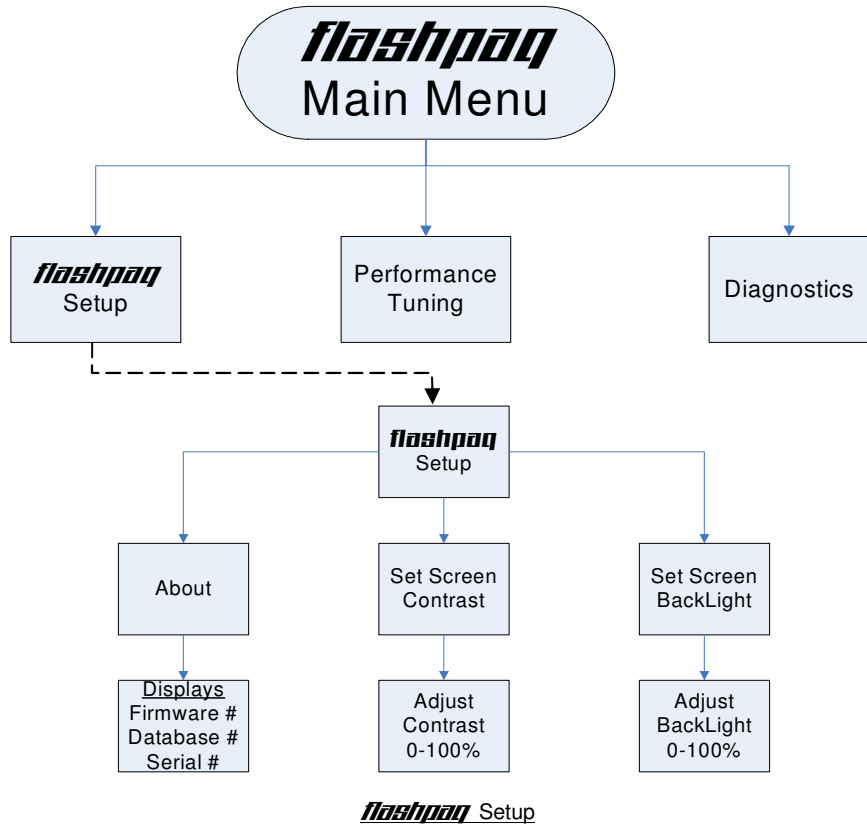 flashpaq
Main Menu
flashpaq
Setup
Performance
Tuning
Diagnostics
flashpaq
Setup
About
Set Screen
Contrast
Set Screen
BackLight
Displays
Firmware #
Database #
Serial #
Adjust
Contrast
0-100%
Adjust
BackLight
0-100%
flashpaq Setup